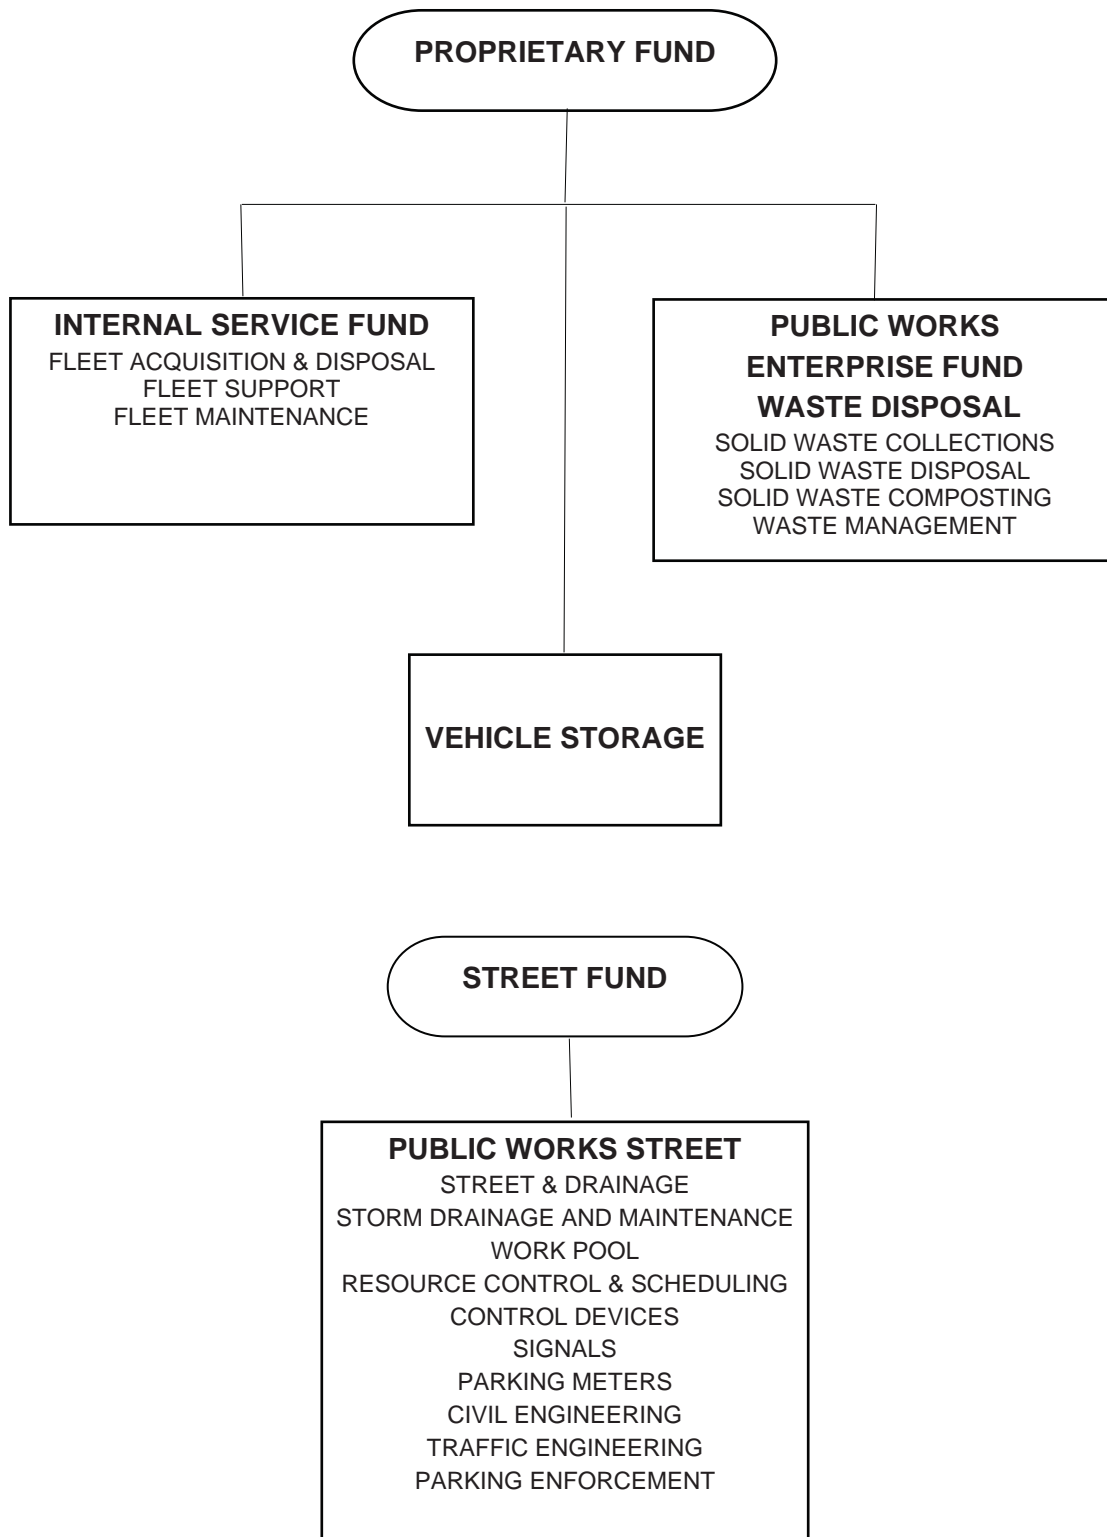 PROPRIETARY FUND
INTERNAL SERVICE FUND
FLEET ACQUISITION & DISPOSAL
FLEET SUPPORT
FLEET MAINTENANCE
PUBLIC WORKS
ENTERPRISE FUND
WASTE DISPOSAL
SOLID WASTE COLLECTIONS
SOLID WASTE DISPOSAL
SOLID WASTE COMPOSTING
WASTE MANAGEMENT
VEHICLE STORAGE
STREET FUND
PUBLIC WORKS STREET
STREET & DRAINAGE
STORM DRAINAGE AND MAINTENANCE
WORK POOL
RESOURCE CONTROL & SCHEDULING
CONTROL DEVICES
SIGNALS
PARKING METERS
CIVIL ENGINEERING
TRAFFIC ENGINEERING
PARKING ENFORCEMENT